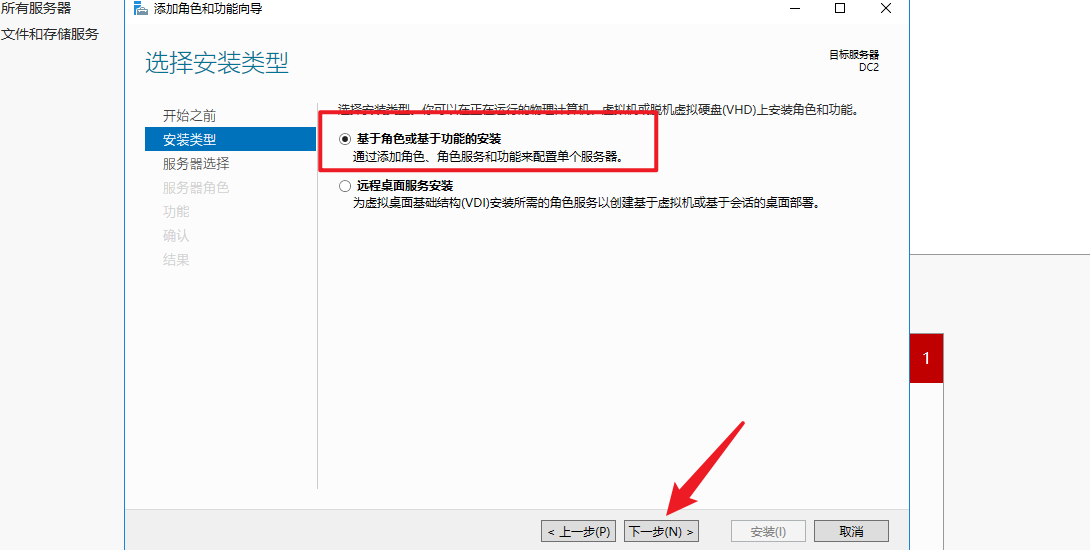 所有服务器
文件和存储服务
添加角色和功能向导
选择安装类型
目标服务器
DC2
开始之前
安装类型
服务器选择
服务器角色
功能
确认
结果
选择安装类型。你可以在正在运行的物理计算机、虚拟机或脱机虚拟硬盘(VHD)上安装角色和功能。
基于角色或基于功能的安装
通过添加角色、角色服务和功能来配置单个服务器。
远程桌面服务安装
为虚拟桌面基础结构(VDI)安装所需的角色服务以创建基于虚拟机或基于会话的桌面部署。
1
< 上一步(P)
下一步(N) >
安装(I)
取消